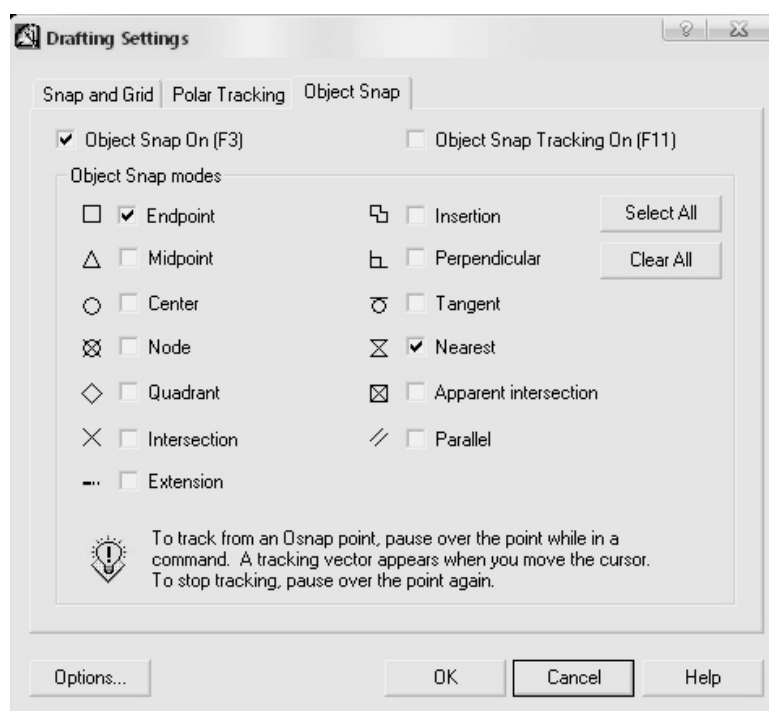 Drafting Settings
Snap and Grid Polar Tracking Object Snap
Object Snap On (F3) Object Snap Tracking On (F11)
Object Snap modes
Endpoint Insertion Select All
Midpoint Perpendicular Clear All
Center Tangent
Node Nearest
Quadrant Apparent intersection
Intersection Parallel
Extension
To track from an Osnap point, pause over the point while in a
command. A tracking vector appears when you move the cursor.
To stop tracking, pause over the point again.
Options... OK Cancel Help